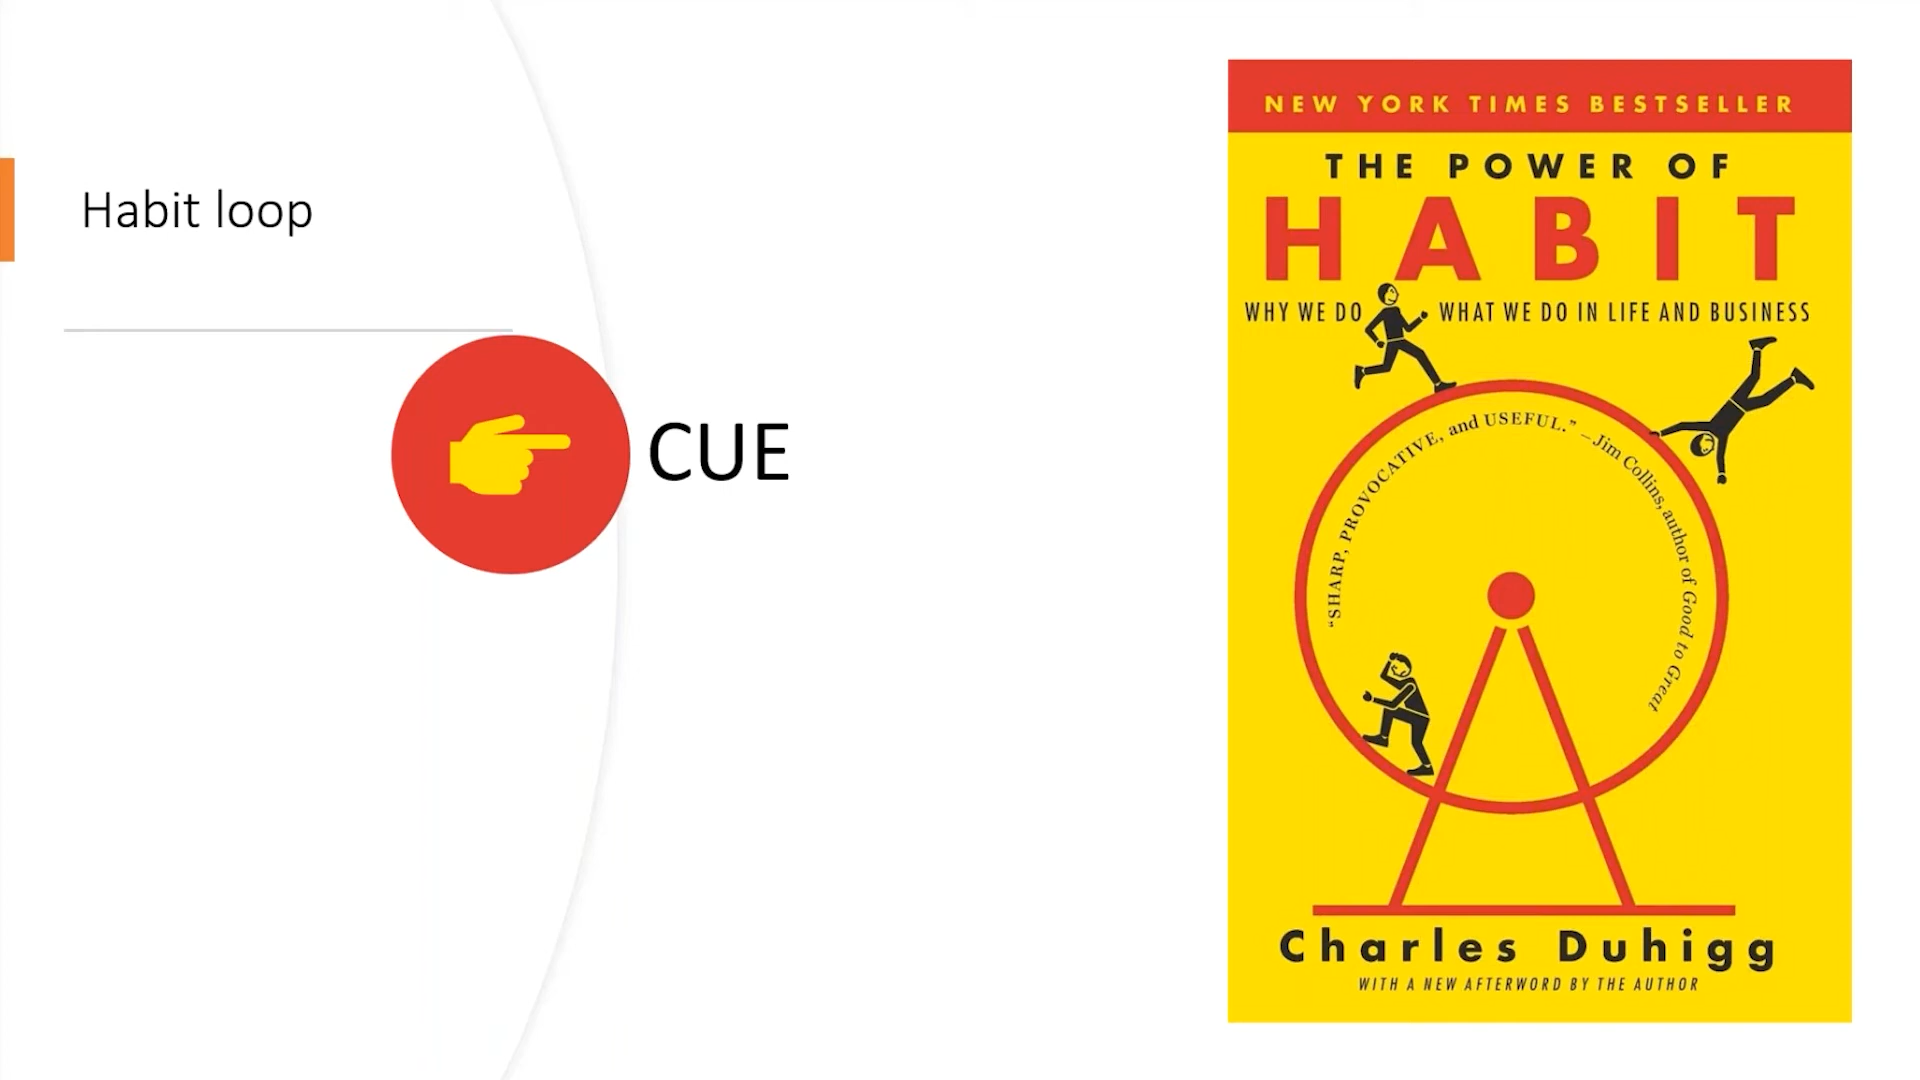 Habit loop
CUE
NEW YORK TIMES BESTSELLER
THE POWER OF
HABIT
WHY WE DO WHAT WE DO IN LIFE AND BUSINESS
“SHARP, PROVOCATIVE, and USEFUL.” –Jim Collins, author of Good to Great
Charles Duhigg
WITH A NEW AFTERWORD BY THE AUTHOR